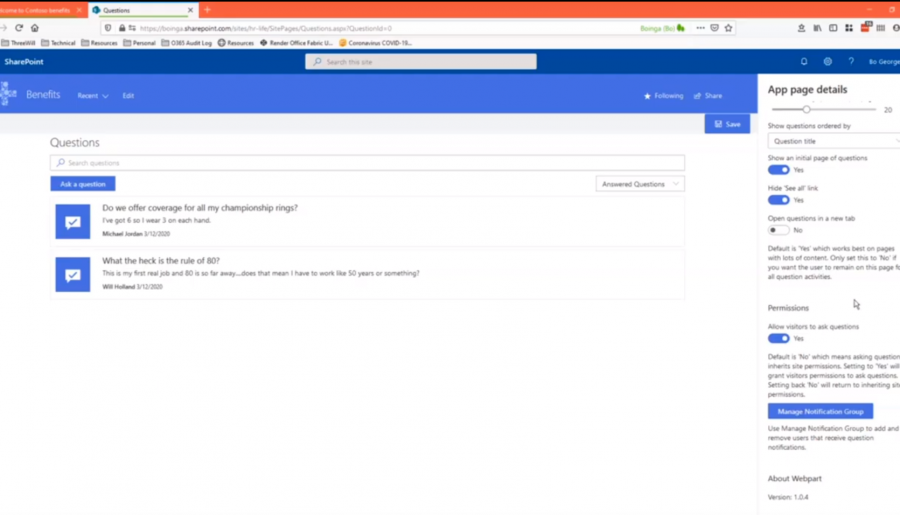 elcome to Contoso benefits
Questions
https://boinga.sharepoint.com/sites/hr-life/SitePages/Questions.aspx?QuestionId=0
Boinga (Bo)
ThreeWill
Technical
Resources
Personal
O365 Audit Log
Resources
Render Office Fabric U...
Coronavirus COVID-19...
SharePoint
Search this site
Bo George
Benefits
Recent
Edit
Following
Share
Save
Questions
Search questions
Ask a question
Answered Questions
Do we offer coverage for all my championship rings?
I've got 6 so I wear 3 on each hand.
Michael Jordan 3/12/2020
What the heck is the rule of 80?
This is my first real job and 80 is so far away....does that mean I have to work like 50 years or something?
Will Holland 3/12/2020
App page details
20
Show questions ordered by
Question title
Show an initial page of questions
Yes
Hide 'See all' link
Yes
Open questions in a new tab
No
Default is 'Yes' which works best on pages
with lots of content. Only set this to 'No' if
you want the user to remain on this page fo
all question activities.
Permissions
Allow visitors to ask questions
Yes
Default is 'No' which means asking question
inherits site permissions. Setting to 'Yes' will
grant visitors permissions to ask questions.
Setting back 'No' will return to inheriting site
permissions.
Manage Notification Group
Use Manage Notification Group to add and
remove users that receive question
notifications.
About Webpart
Version: 1.0.4